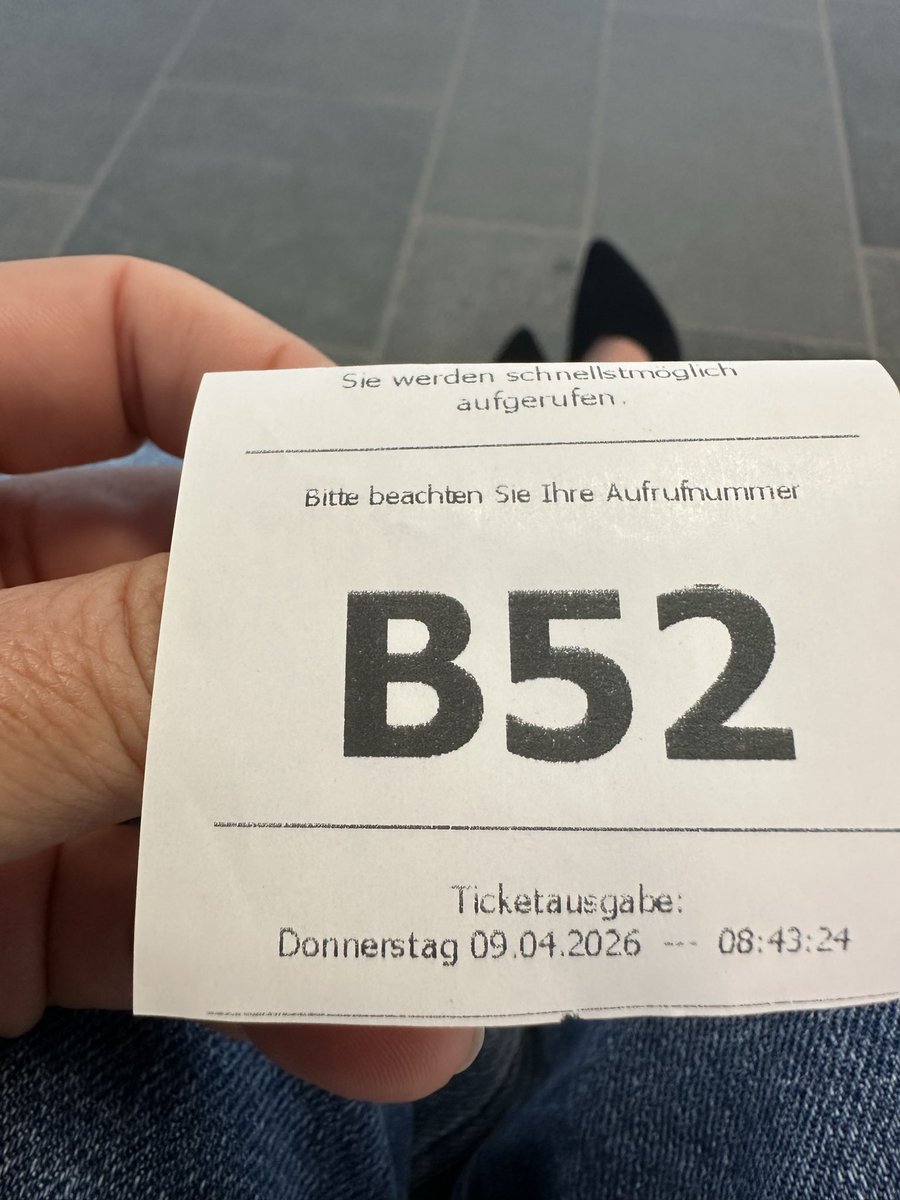 Sie werden schnellstmöglich
aufgerufen.
Bitte beachten Sie Ihre Aufrufnummer
B52
Ticketausgabe:
Donnerstag 09.04.2026 --- 08:43:24